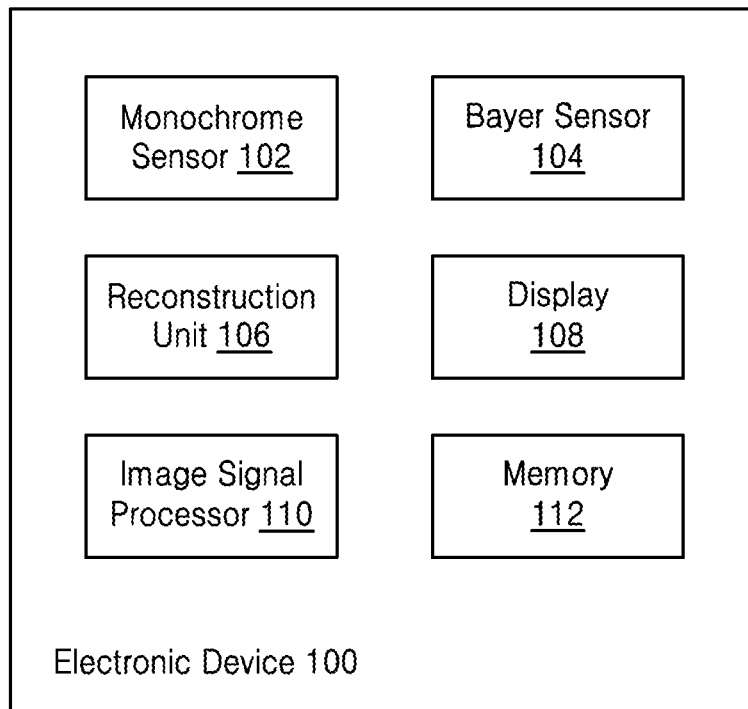 Monochrome
Sensor 102
Bayer Sensor
104
Reconstruction
Unit 106
Display
108
Image Signal
Processor 110
Memory
112
Electronic Device 100